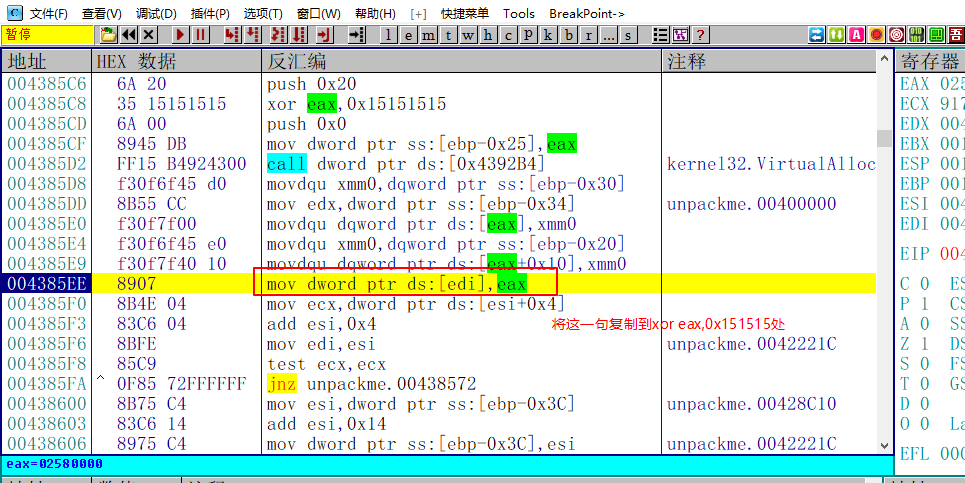 文件(F) 查看(V) 调试(D) 插件(P) 选项(T) 窗口(W) 帮助(H) [+] 快捷菜单 Tools BreakPoint->
暂停 l e m t w h c p k b r ... s ?
地址 HEX 数据 反汇编 注释 寄存器
004385C6 6A 20 push 0x20 EAX 025
004385C8 35 15151515 xor eax,0x15151515 ECX 917
004385CD 6A 00 push 0x0 EDX 004
004385CF 8945 DB mov dword ptr ss:[ebp-0x25],eax EBX 001
004385D2 FF15 B4924300 call dword ptr ds:[0x4392B4] kernel32.VirtualAlloc ESP 001
004385D8 f30f6f45 d0 movdqu xmm0,dqword ptr ss:[ebp-0x30] EBP 001
004385DD 8B55 CC mov edx,dword ptr ss:[ebp-0x34] unpackme.00400000 ESI 004
004385E0 f30f7f00 movdqu dqword ptr ds:[eax],xmm0 EDI 004
004385E4 f30f6f45 e0 movdqu xmm0,dqword ptr ss:[ebp-0x20]
004385E9 f30f7f40 10 movdqu dqword ptr ds:[eax+0x10],xmm0 EIP 004
004385EE 8907 mov dword ptr ds:[edi],eax C 0 ES
004385F0 8B4E 04 mov ecx,dword ptr ds:[esi+0x4] P 1 CS
004385F3 83C6 04 add esi,0x4 A 0 SS
将这一句复制到xor eax,0x151515处
004385F6 8BFE mov edi,esi unpackme.0042221C Z 1 DS
004385F8 85C9 test ecx,ecx S 0 FS
004385FA ^ 0F85 72FFFFFF jnz unpackme.00438572 T 0 GS
00438600 8B75 C4 mov esi,dword ptr ss:[ebp-0x3C] unpackme.00428C10 D 0
00438603 83C6 14 add esi,0x14 O 0 La
00438606 8975 C4 mov dword ptr ss:[ebp-0x3C],esi unpackme.0042221C
EFL 000
eax=02580000